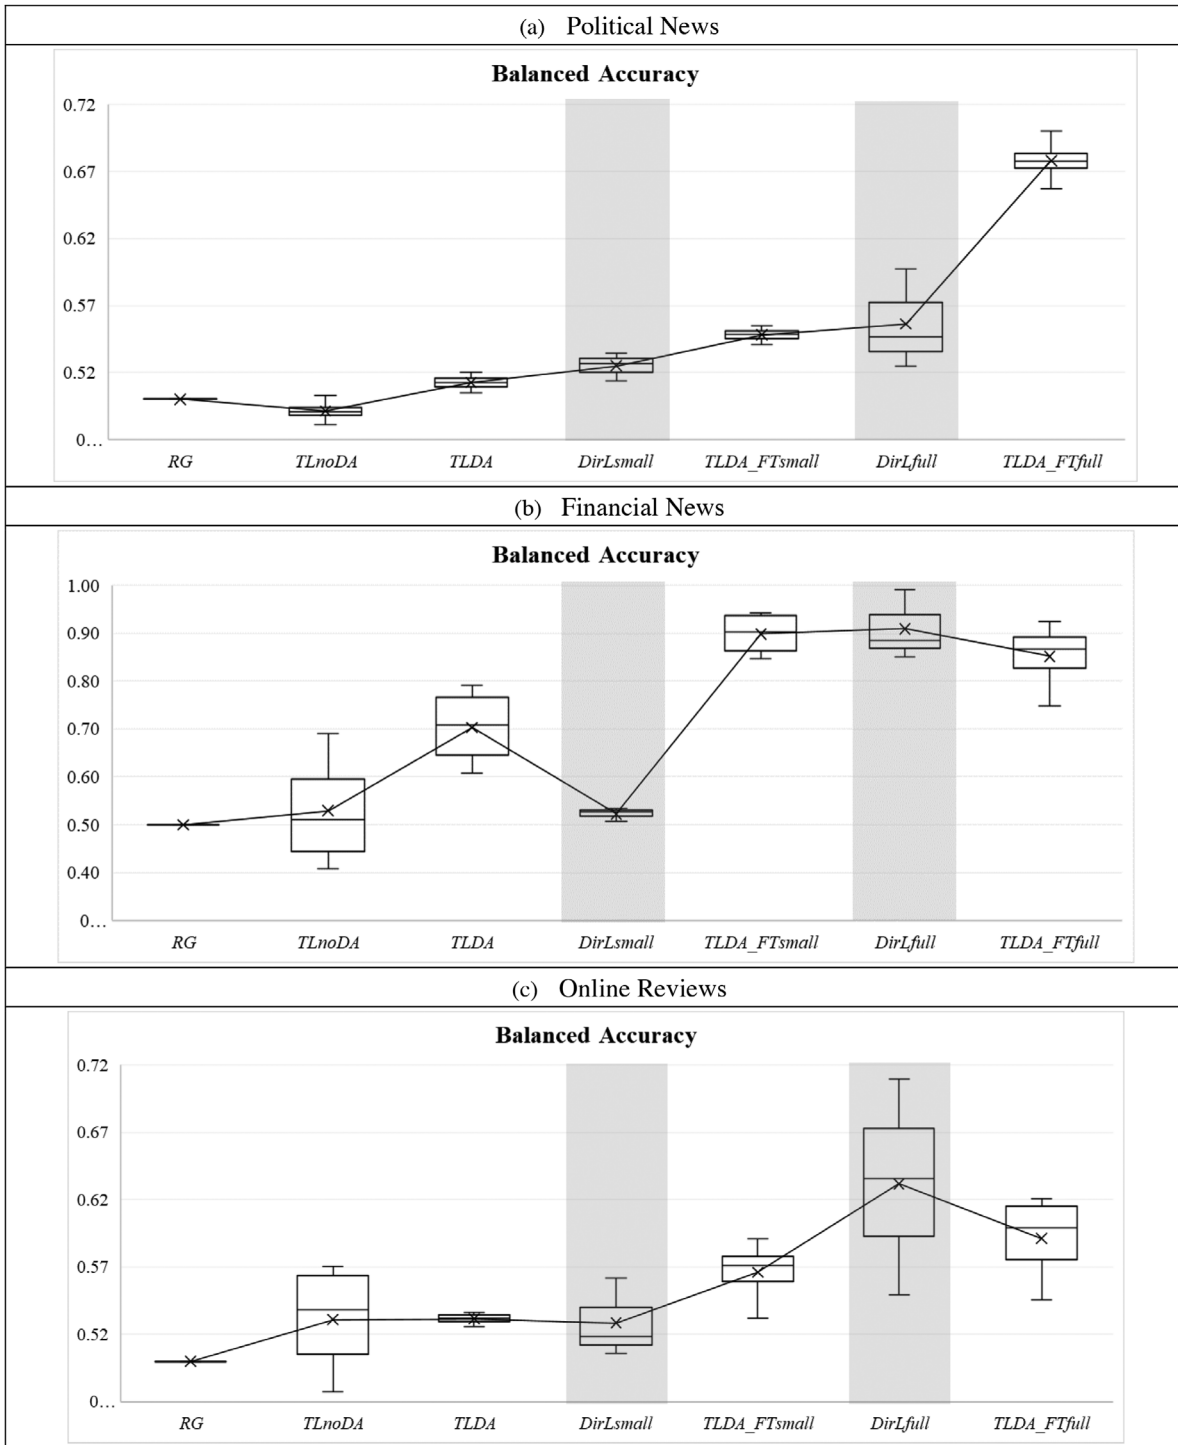 (a) Political News
Balanced Accuracy
0.72
0.67
0.62
0.57
0.52
0...
RG TLnoDA TLDA DirLsmall TLDA_FTsmall DirLfull TLDA_FTfull
(b) Financial News
Balanced Accuracy
1.00
0.90
0.80
0.70
0.60
0.50
0.40
0...
RG TLnoDA TLDA DirLsmall TLDA_FTsmall DirLfull TLDA_FTfull
(c) Online Reviews
Balanced Accuracy
0.72
0.67
0.62
0.57
0.52
0...
RG TLnoDA TLDA DirLsmall TLDA_FTsmall DirLfull TLDA_FTfull